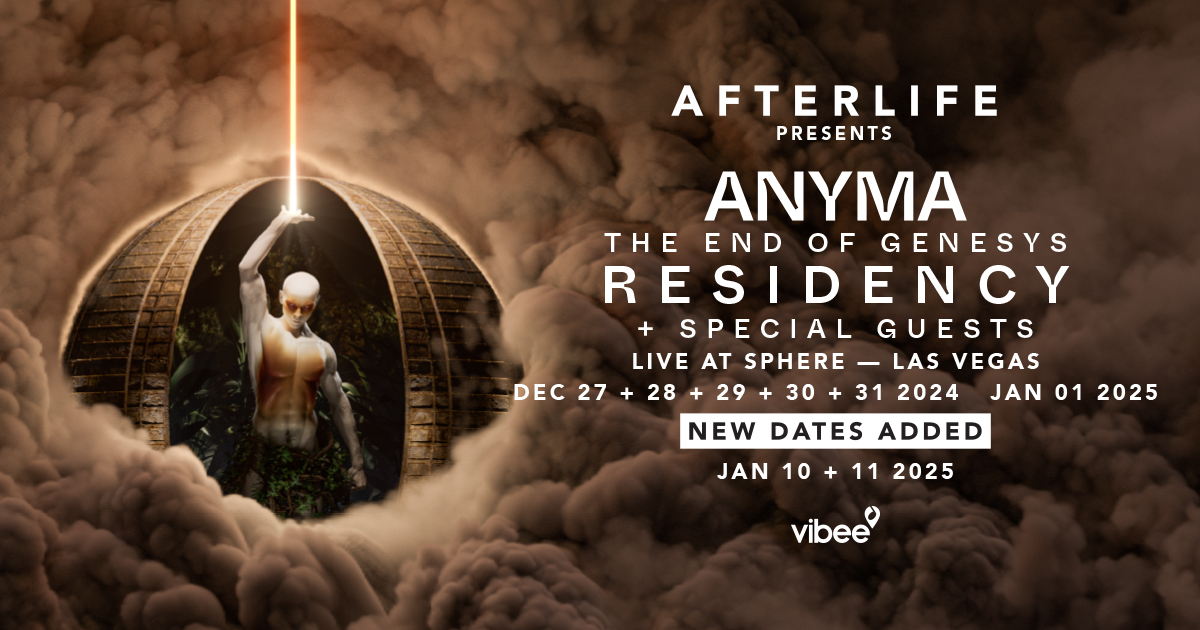 AFTERLIFE
PRESENTS
ANYMA
THE END OF GENESYS
RESIDENCY
+ SPECIAL GUESTS
LIVE AT SPHERE — LAS VEGAS
DEC 27 + 28 + 29 + 30 + 31 2024 JAN 01 2025
NEW DATES ADDED
JAN 10 + 11 2025
vibee